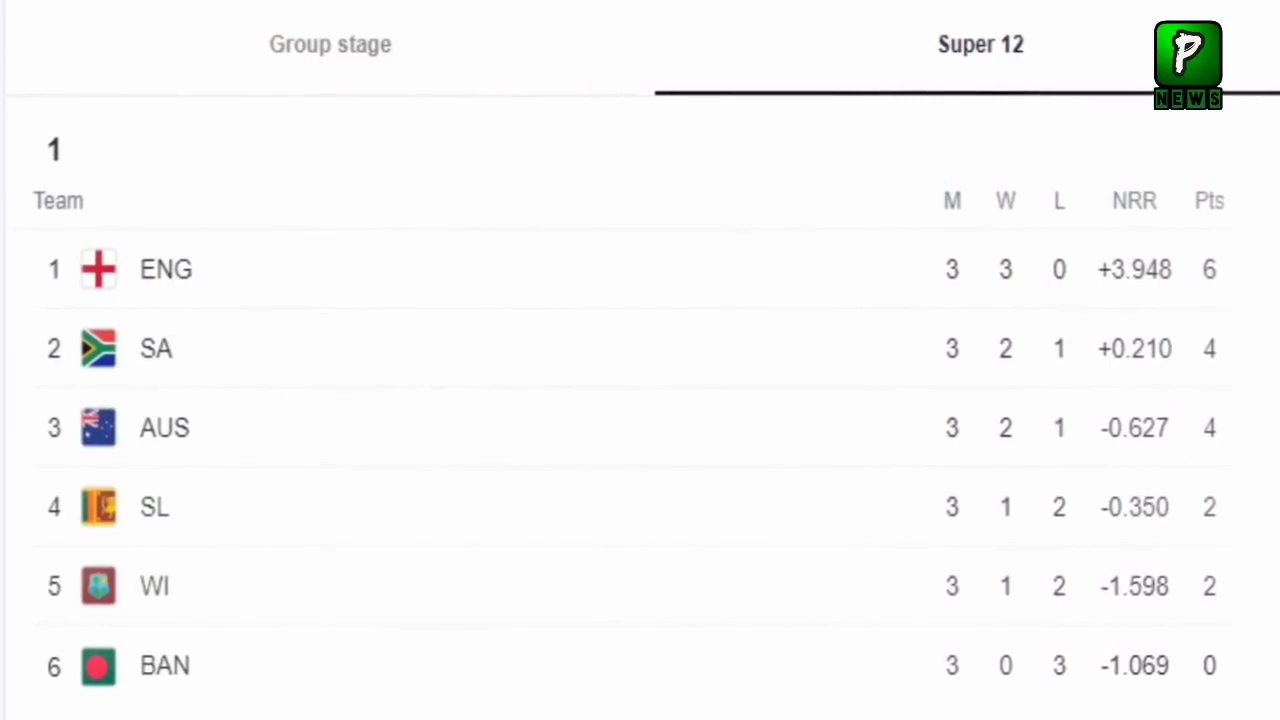 Group stage Super 12
P
NEWS
1
Team M W L NRR Pts
1 ENG 3 3 0 +3.948 6
2 SA 3 2 1 +0.210 4
3 AUS 3 2 1 -0.627 4
4 SL 3 1 2 -0.350 2
5 WI 3 1 2 -1.598 2
6 BAN 3 0 3 -1.069 0